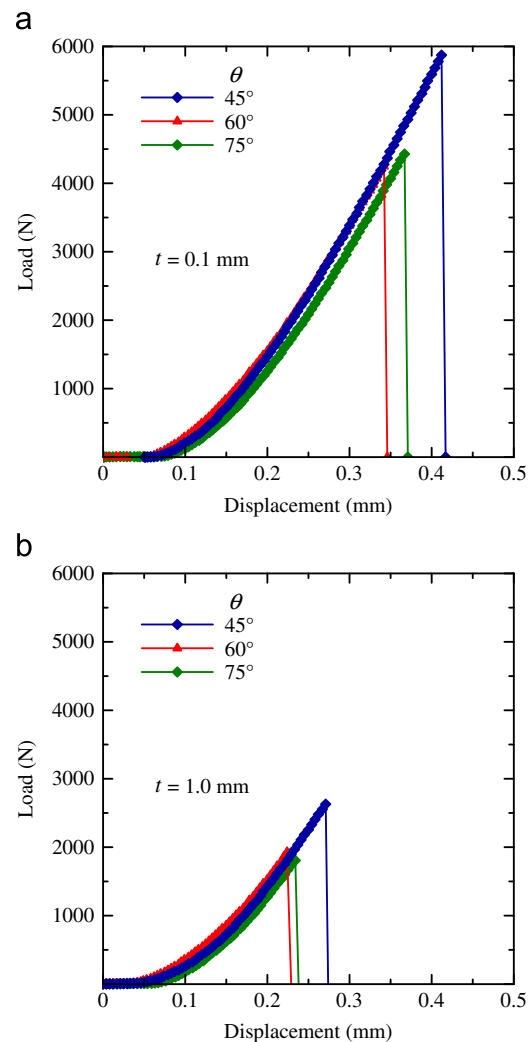 a
6000
5000
4000
3000
2000
1000
Load (N)
θ
45°
60°
75°
t = 0.1 mm
0 0.1 0.2 0.3 0.4 0.5
Displacement (mm)
b
6000
5000
4000
3000
2000
1000
Load (N)
θ
45°
60°
75°
t = 1.0 mm
0 0.1 0.2 0.3 0.4 0.5
Displacement (mm)